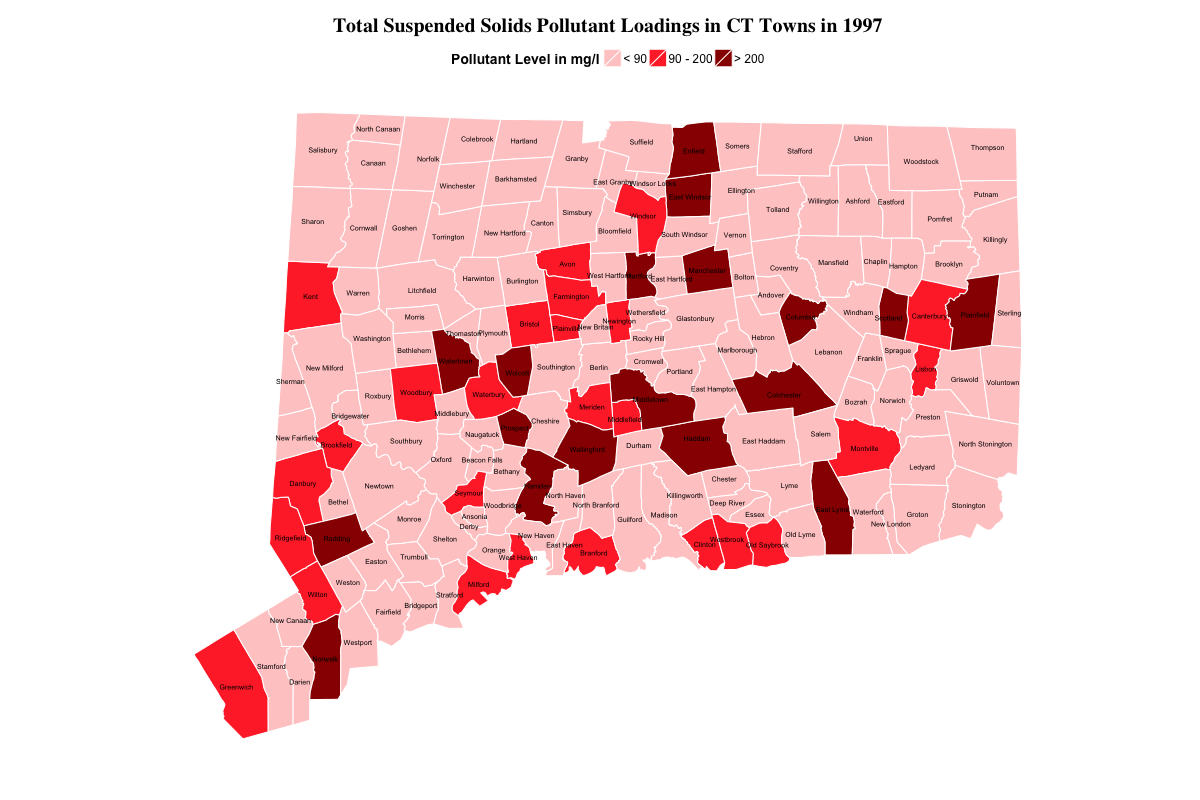 Total Suspended Solids Pollutant Loadings in CT Towns in 1997
Pollutant Level in mg/l < 90 90 - 200 > 200
North Canaan
Salisbury
Canaan
Norfolk
Colebrook
Hartland
Granby
Suffield
Enfield
Somers
Stafford
Union
Woodstock
Thompson
Winchester
Barkhamsted
East Granby
Windsor Locks
East Windsor
Ellington
Tolland
Willington
Ashford
Eastford
Pomfret
Putnam
Sharon
Cornwall
Goshen
Torrington
New Hartford
Canton
Simsbury
Bloomfield
Windsor
South Windsor
Vernon
Killingly
Kent
Warren
Litchfield
Harwinton
Burlington
Avon
West Hartford
Hartford
East Hartford
Manchester
Bolton
Coventry
Mansfield
Chaplin
Hampton
Brooklyn
Farmington
Andover
Columbia
Windham
Scotland
Canterbury
Plainfield
Sterling
Washington
Morris
Bethlehem
Watertown
Thomaston
Plymouth
Bristol
Plainville
New Britain
Newington
Wethersfield
Rocky Hill
Glastonbury
Hebron
Marlborough
Lebanon
Franklin
Sprague
Lisbon
Griswold
Voluntown
Sherman
New Milford
Roxbury
Woodbury
Waterbury
Wolcott
Southington
Berlin
Cromwell
Portland
East Hampton
Colchester
Bozrah
Norwich
Preston
Bridgewater
Middlebury
Naugatuck
Prospect
Cheshire
Meriden
Middletown
Middlefield
New Fairfield
Brookfield
Southbury
Oxford
Beacon Falls
Bethany
Wallingford
Durham
Haddam
East Haddam
Salem
Montville
Ledyard
North Stonington
Danbury
Bethel
Newtown
Seymour
Woodbridge
Hamden
North Haven
North Branford
Guilford
Madison
Killingworth
Chester
Deep River
Essex
Lyme
East Lyme
Waterford
New London
Groton
Stonington
Ridgefield
Redding
Monroe
Ansonia
Derby
Shelton
Orange
New Haven
West Haven
East Haven
Branford
Clinton
Westbrook
Old Saybrook
Old Lyme
Easton
Trumbull
Weston
Wilton
Milford
Stratford
Bridgeport
Fairfield
New Canaan
Westport
Norwalk
Stamford
Darien
Greenwich